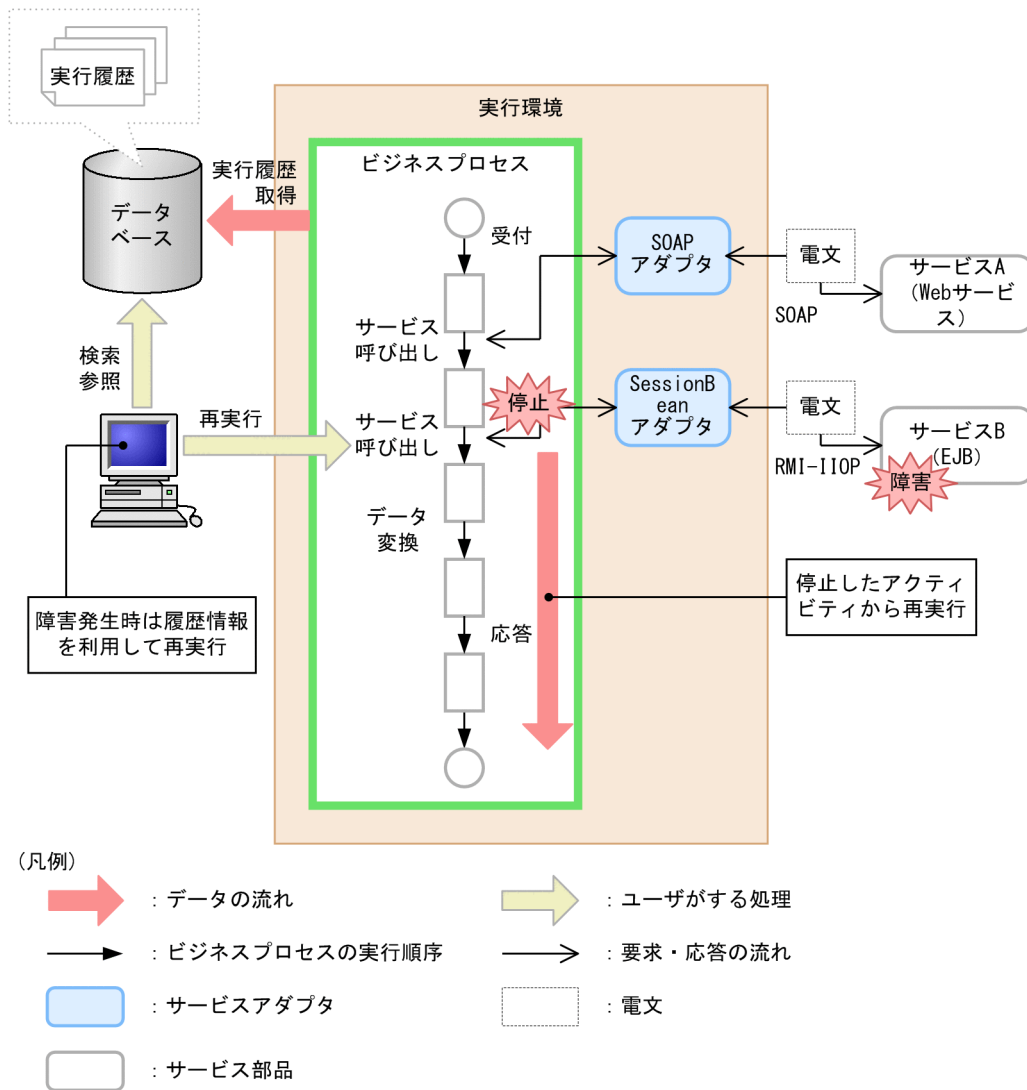 実行履歴
実行環境
ビジネスプロセス
実行履歴
取得
データ
ベース
受付
SOAP
アダプタ
電文
サービスA
(Webサービ
ス)
SOAP
サービス
呼び出し
検索
参照
再実行
サービス
呼び出し
停止
SessionB
ean
アダプタ
電文
サービスB
(EJB)
RMI-IIOP
障害
データ
変換
停止したアクティ
ビティから再実行
障害発生時は履歴情報
を利用して再実行
応答
(凡例)
：データの流れ
：ユーザがする処理
：ビジネスプロセスの実行順序
：要求・応答の流れ
：サービスアダプタ
：電文
：サービス部品